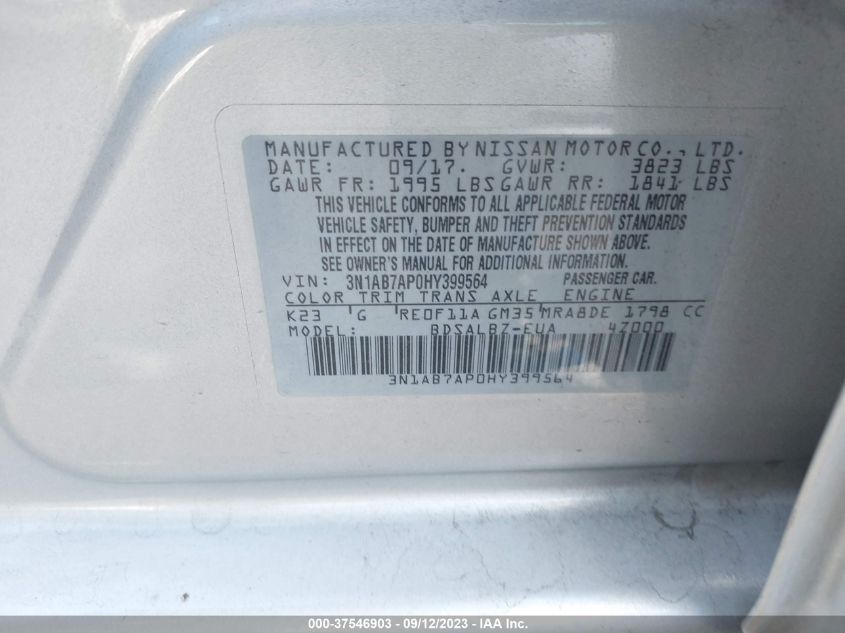 MANUFACTURED BY NISSAN MOTOR CO., LTD.
DATE: 09/17. GVWR: 3823 LBS
GAWR FR: 1995 LBS GAWR RR: 1841 LBS
THIS VEHICLE CONFORMS TO ALL APPLICABLE FEDERAL MOTOR
VEHICLE SAFETY, BUMPER AND THEFT PREVENTION STANDARDS
IN EFFECT ON THE DATE OF MANUFACTURE SHOWN ABOVE.
SEE OWNER'S MANUAL FOR ADDITIONAL INFORMATION.
VIN: 3N1AB7AP0HY399564 PASSENGER CAR.
COLOR TRIM TRANS AXLE ENGINE
K23 'G 'RE0F11A GM35 'MRA8DE 1798 CC
MODEL: BDSALBZ-EUA 4Z000
3N1AB7AP0HY399564
000-37546903 - 09/12/2023 - IAA Inc.